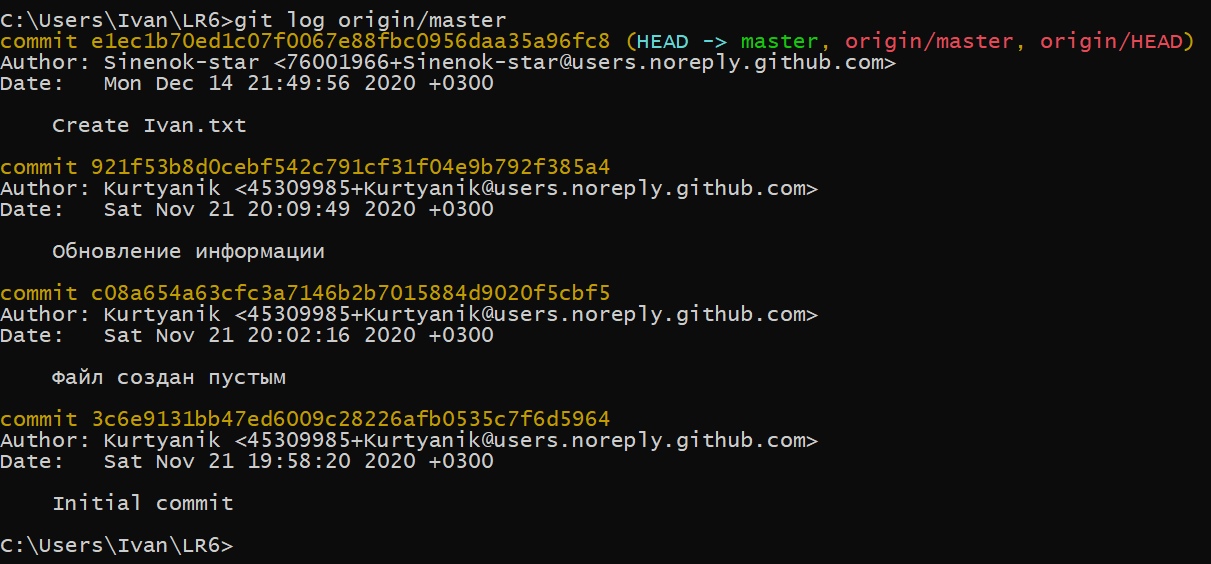 C:\Users\Ivan\LR6>git log origin/master
commit e1ec1b70ed1c07f0067e88fbc0956daa35a96fc8 (HEAD -> master, origin/master, origin/HEAD)
Author: Sinenok-star <76001966+Sinenok-star@users.noreply.github.com>
Date:   Mon Dec 14 21:49:56 2020 +0300
    Create Ivan.txt
commit 921f53b8d0cebf542c791cf31f04e9b792f385a4
Author: Kurtyanik <45309985+Kurtyanik@users.noreply.github.com>
Date:   Sat Nov 21 20:09:49 2020 +0300
    Обновление информации
commit c08a654a63cfc3a7146b2b7015884d9020f5cbf5
Author: Kurtyanik <45309985+Kurtyanik@users.noreply.github.com>
Date:   Sat Nov 21 20:02:16 2020 +0300
    Файл создан пустым
commit 3c6e9131bb47ed6009c28226afb0535c7f6d5964
Author: Kurtyanik <45309985+Kurtyanik@users.noreply.github.com>
Date:   Sat Nov 21 19:58:20 2020 +0300
    Initial commit
C:\Users\Ivan\LR6>